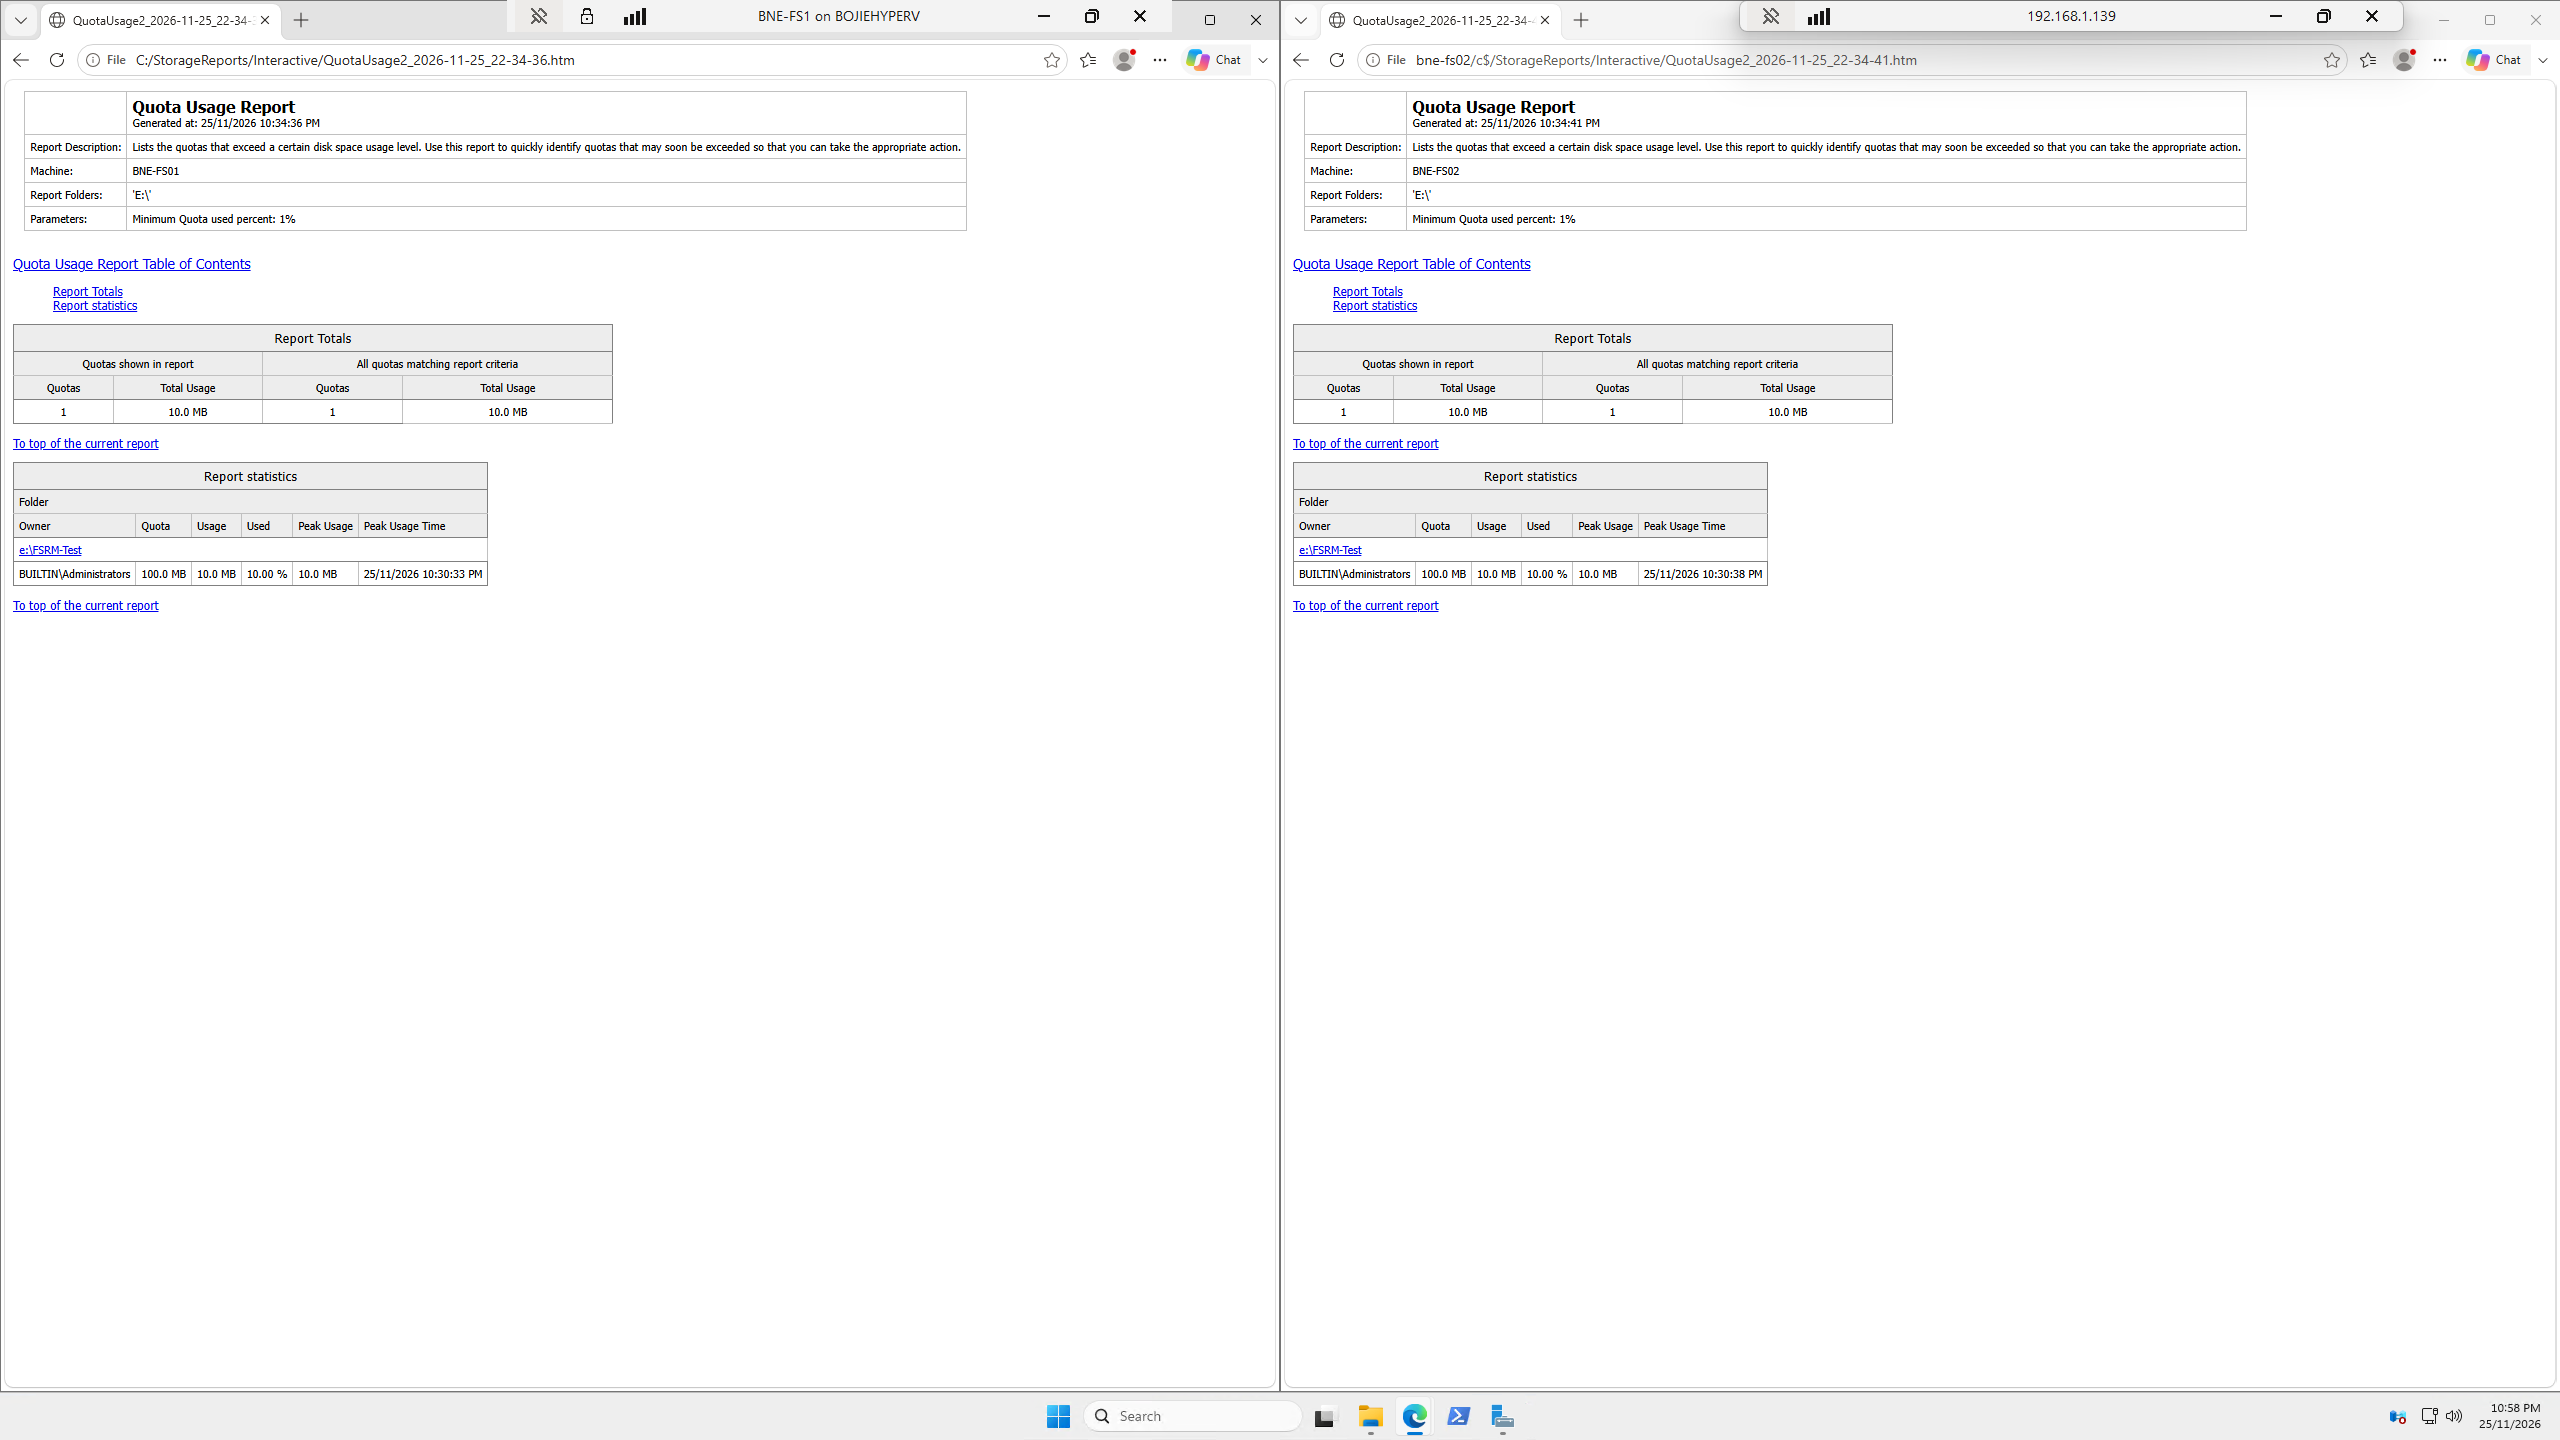 QuotaUsage2_2026-11-25_22-34-3
BNE-FS1 on BOJIEHYPERV
File C:/StorageReports/Interactive/QuotaUsage2_2026-11-25_22-34-36.htm
Chat
Quota Usage Report
Generated at: 25/11/2026 10:34:36 PM
Report Description: Lists the quotas that exceed a certain disk space usage level. Use this report to quickly identify quotas that may soon be exceeded so that you can take the appropriate action.
Machine: BNE-FS01
Report Folders: 'E:\'
Parameters: Minimum Quota used percent: 1%
Quota Usage Report Table of Contents
Report Totals
Report statistics
Report Totals
Quotas shown in report All quotas matching report criteria
Quotas Total Usage Quotas Total Usage
1 10.0 MB 1 10.0 MB
To top of the current report
Report statistics
Folder
Owner Quota Usage Used Peak Usage Peak Usage Time
e:\FSRM-Test
BUILTIN\Administrators 100.0 MB 10.0 MB 10.00 % 10.0 MB 25/11/2026 10:30:33 PM
To top of the current report
QuotaUsage2_2026-11-25_22-34-4
192.168.1.139
File bne-fs02/c$/StorageReports/Interactive/QuotaUsage2_2026-11-25_22-34-41.htm
Chat
Quota Usage Report
Generated at: 25/11/2026 10:34:41 PM
Report Description: Lists the quotas that exceed a certain disk space usage level. Use this report to quickly identify quotas that may soon be exceeded so that you can take the appropriate action.
Machine: BNE-FS02
Report Folders: 'E:\'
Parameters: Minimum Quota used percent: 1%
Quota Usage Report Table of Contents
Report Totals
Report statistics
Report Totals
Quotas shown in report All quotas matching report criteria
Quotas Total Usage Quotas Total Usage
1 10.0 MB 1 10.0 MB
To top of the current report
Report statistics
Folder
Owner Quota Usage Used Peak Usage Peak Usage Time
e:\FSRM-Test
BUILTIN\Administrators 100.0 MB 10.0 MB 10.00 % 10.0 MB 25/11/2026 10:30:38 PM
To top of the current report
Search
10:58 PM
25/11/2026